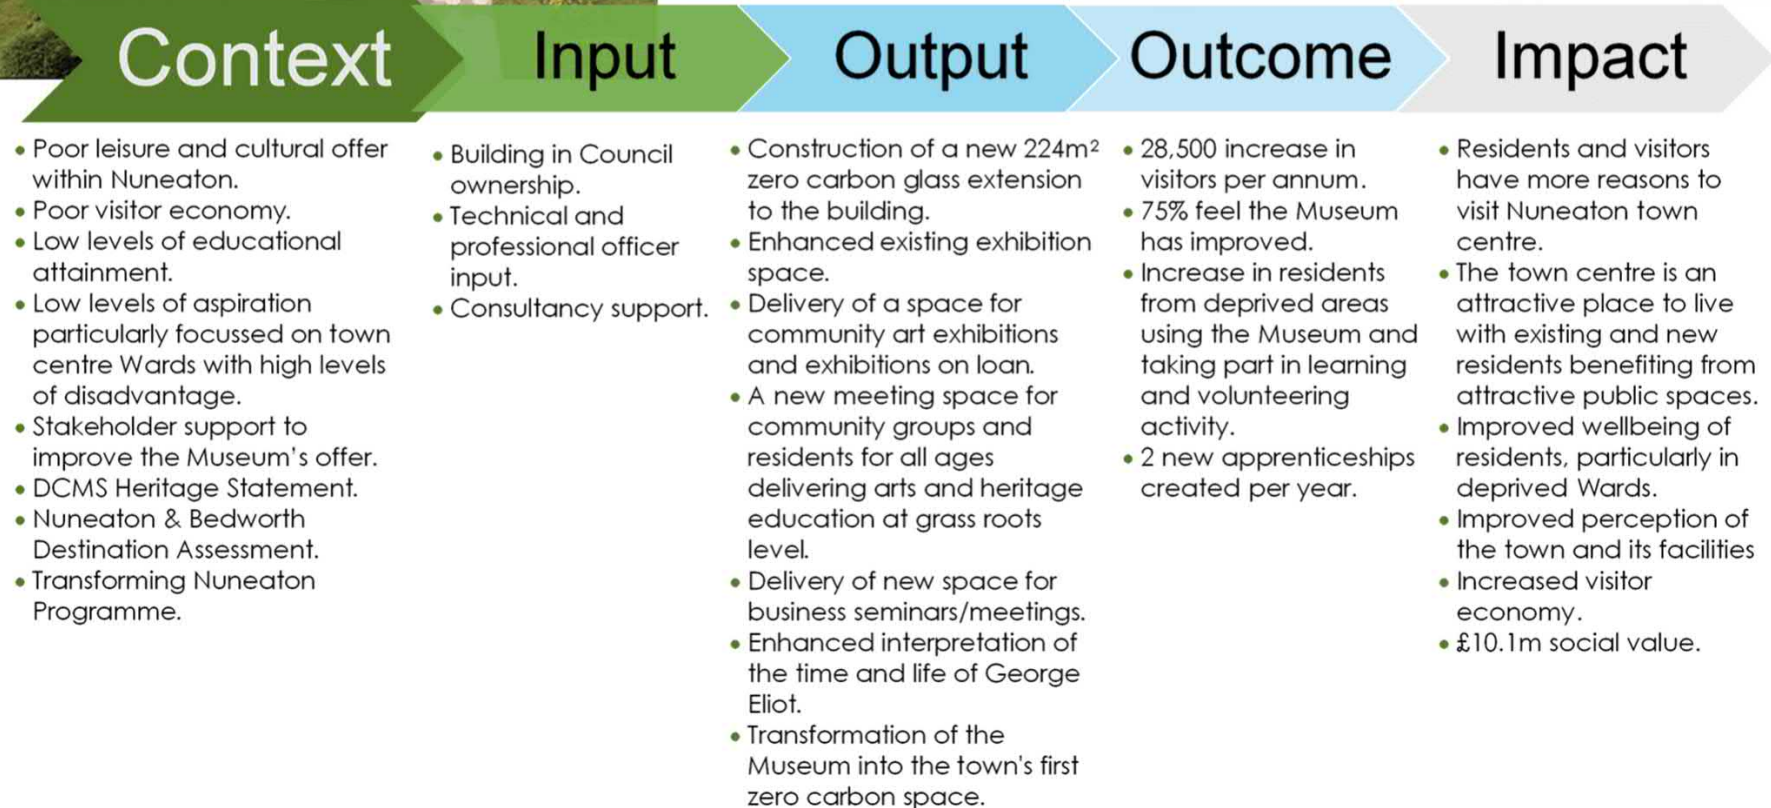 Context
Input
Output
Outcome
Impact
• Poor leisure and cultural offer
within Nuneaton.
• Poor visitor economy.
• Low levels of educational
attainment.
• Low levels of aspiration
particularly focussed on town
centre Wards with high levels
of disadvantage.
• Stakeholder support to
improve the Museum's offer.
• DCMS Heritage Statement.
• Nuneaton & Bedworth
Destination Assessment.
• Transforming Nuneaton
Programme.
• Building in Council
ownership.
• Technical and
professional officer
input.
• Consultancy support.
• Construction of a new 224m²
zero carbon glass extension
to the building.
• Enhanced existing exhibition
space.
• Delivery of a space for
community art exhibitions
and exhibitions on loan.
• A new meeting space for
community groups and
residents for all ages
delivering arts and heritage
education at grass roots
level.
• Delivery of new space for
business seminars/meetings.
• Enhanced interpretation of
the time and life of George
Eliot.
• Transformation of the
Museum into the town's first
zero carbon space.
• 28,500 increase in
visitors per annum.
• 75% feel the Museum
has improved.
• Increase in residents
from deprived areas
using the Museum and
taking part in learning
and volunteering
activity.
• 2 new apprenticeships
created per year.
• Residents and visitors
have more reasons to
visit Nuneaton town
centre.
• The town centre is an
attractive place to live
with existing and new
residents benefiting from
attractive public spaces.
• Improved wellbeing of
residents, particularly in
deprived Wards.
• Improved perception of
the town and its facilities
• Increased visitor
economy.
• £10.1m social value.